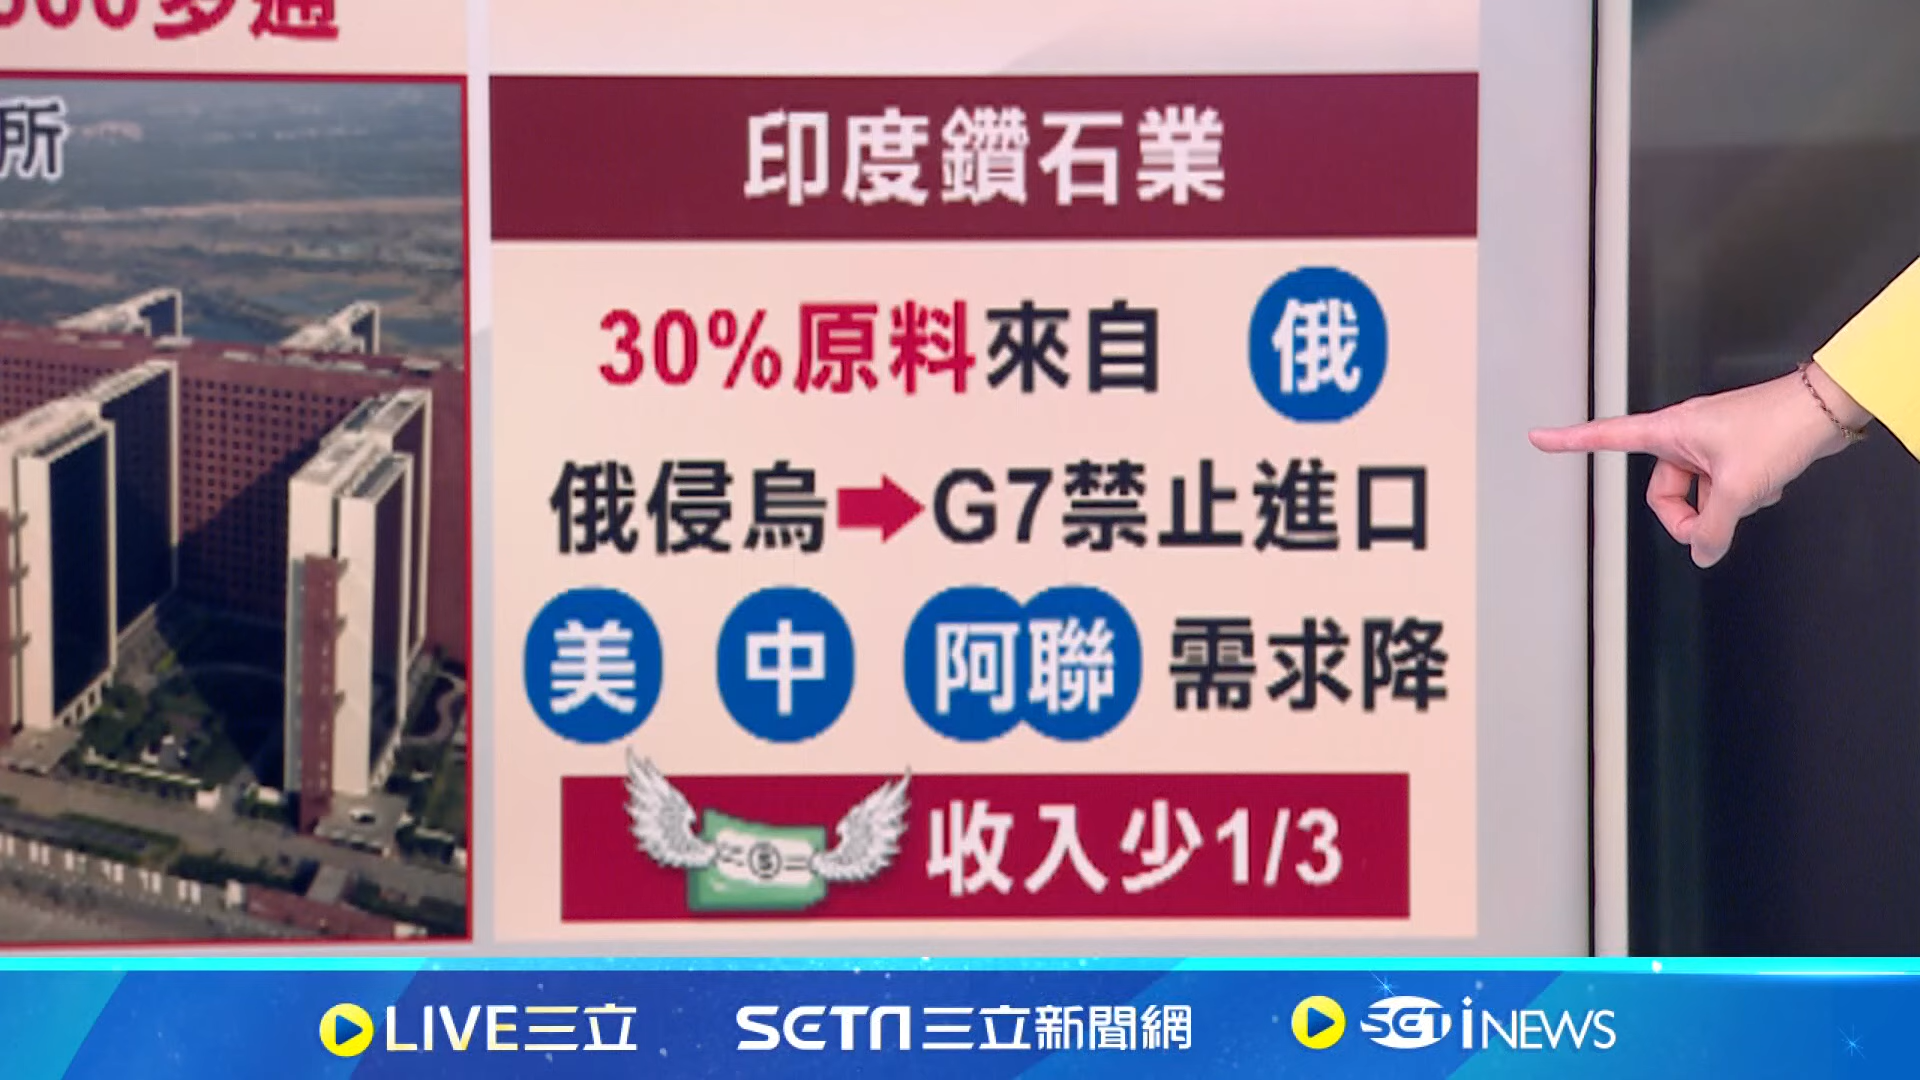 多通
所
印度鑽石業
30%原料來自 俄
俄侵烏➡G7禁止進口
美 中 阿聯 需求降
收入少1/3
LIVE三立
SETN三立新聞網
SET iNEWS